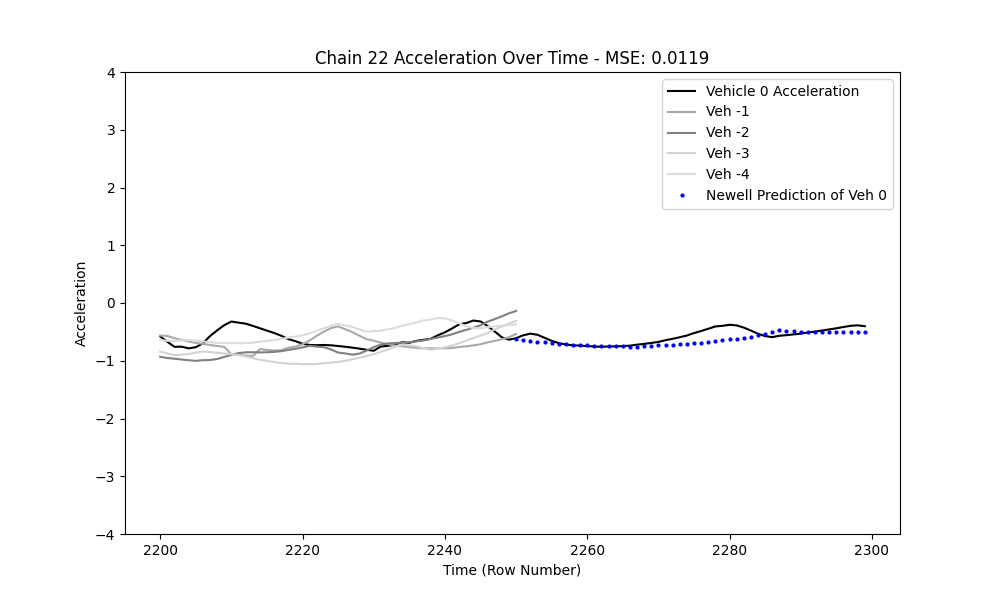 Chain 22 Acceleration Over Time - MSE: 0.0119
Vehicle 0 Acceleration
Veh -1
Veh -2
Veh -3
Veh -4
Newell Prediction of Veh 0
Acceleration
4
3
2
1
0
−1
−2
−3
−4
2200 2220 2240 2260 2280 2300
Time (Row Number)